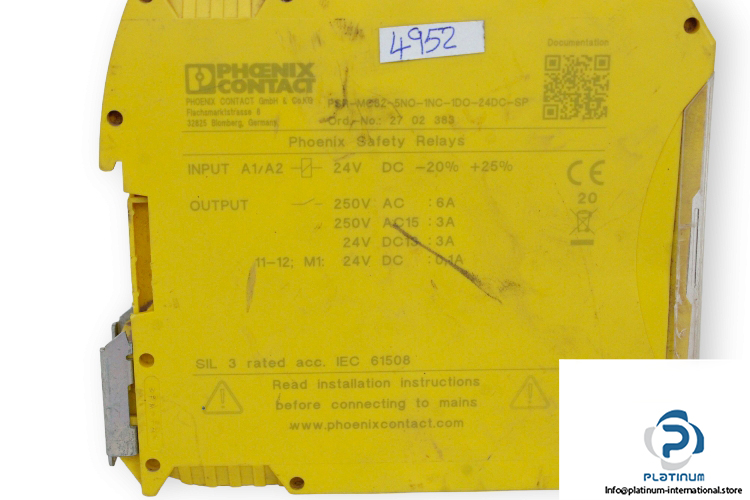 4952
Documentation
PHOENIX
CONTACT
PHOENIX CONTACT GmbH & Co.KG
Flachsmarktstrasse 8
32825 Blomberg, Germany
PSR-MC82-5NO-1NC-1DO-24DC-SP
Ord.-No.: 27 02 383
Phoenix Safety Relays
INPUT A1/A2 24V DC -20% +25%
CE
20
OUTPUT 250V AC :6A
250V AC15 :3A
24V DC13 :3A
11-12; M1: 24V DC :0,1A
SIL 3 rated acc. IEC 61508
Read installation instructions
before connecting to mains
www.phoenixcontact.com
PLATINUM
Info@platinum-international.store